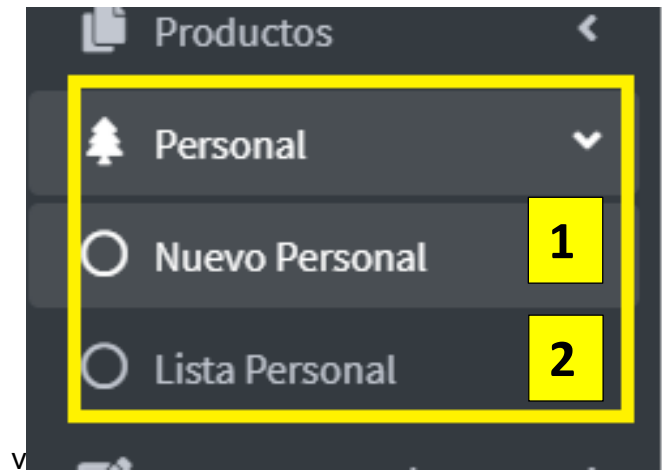 Productos
Personal
Nuevo Personal 1
Lista Personal 2
v